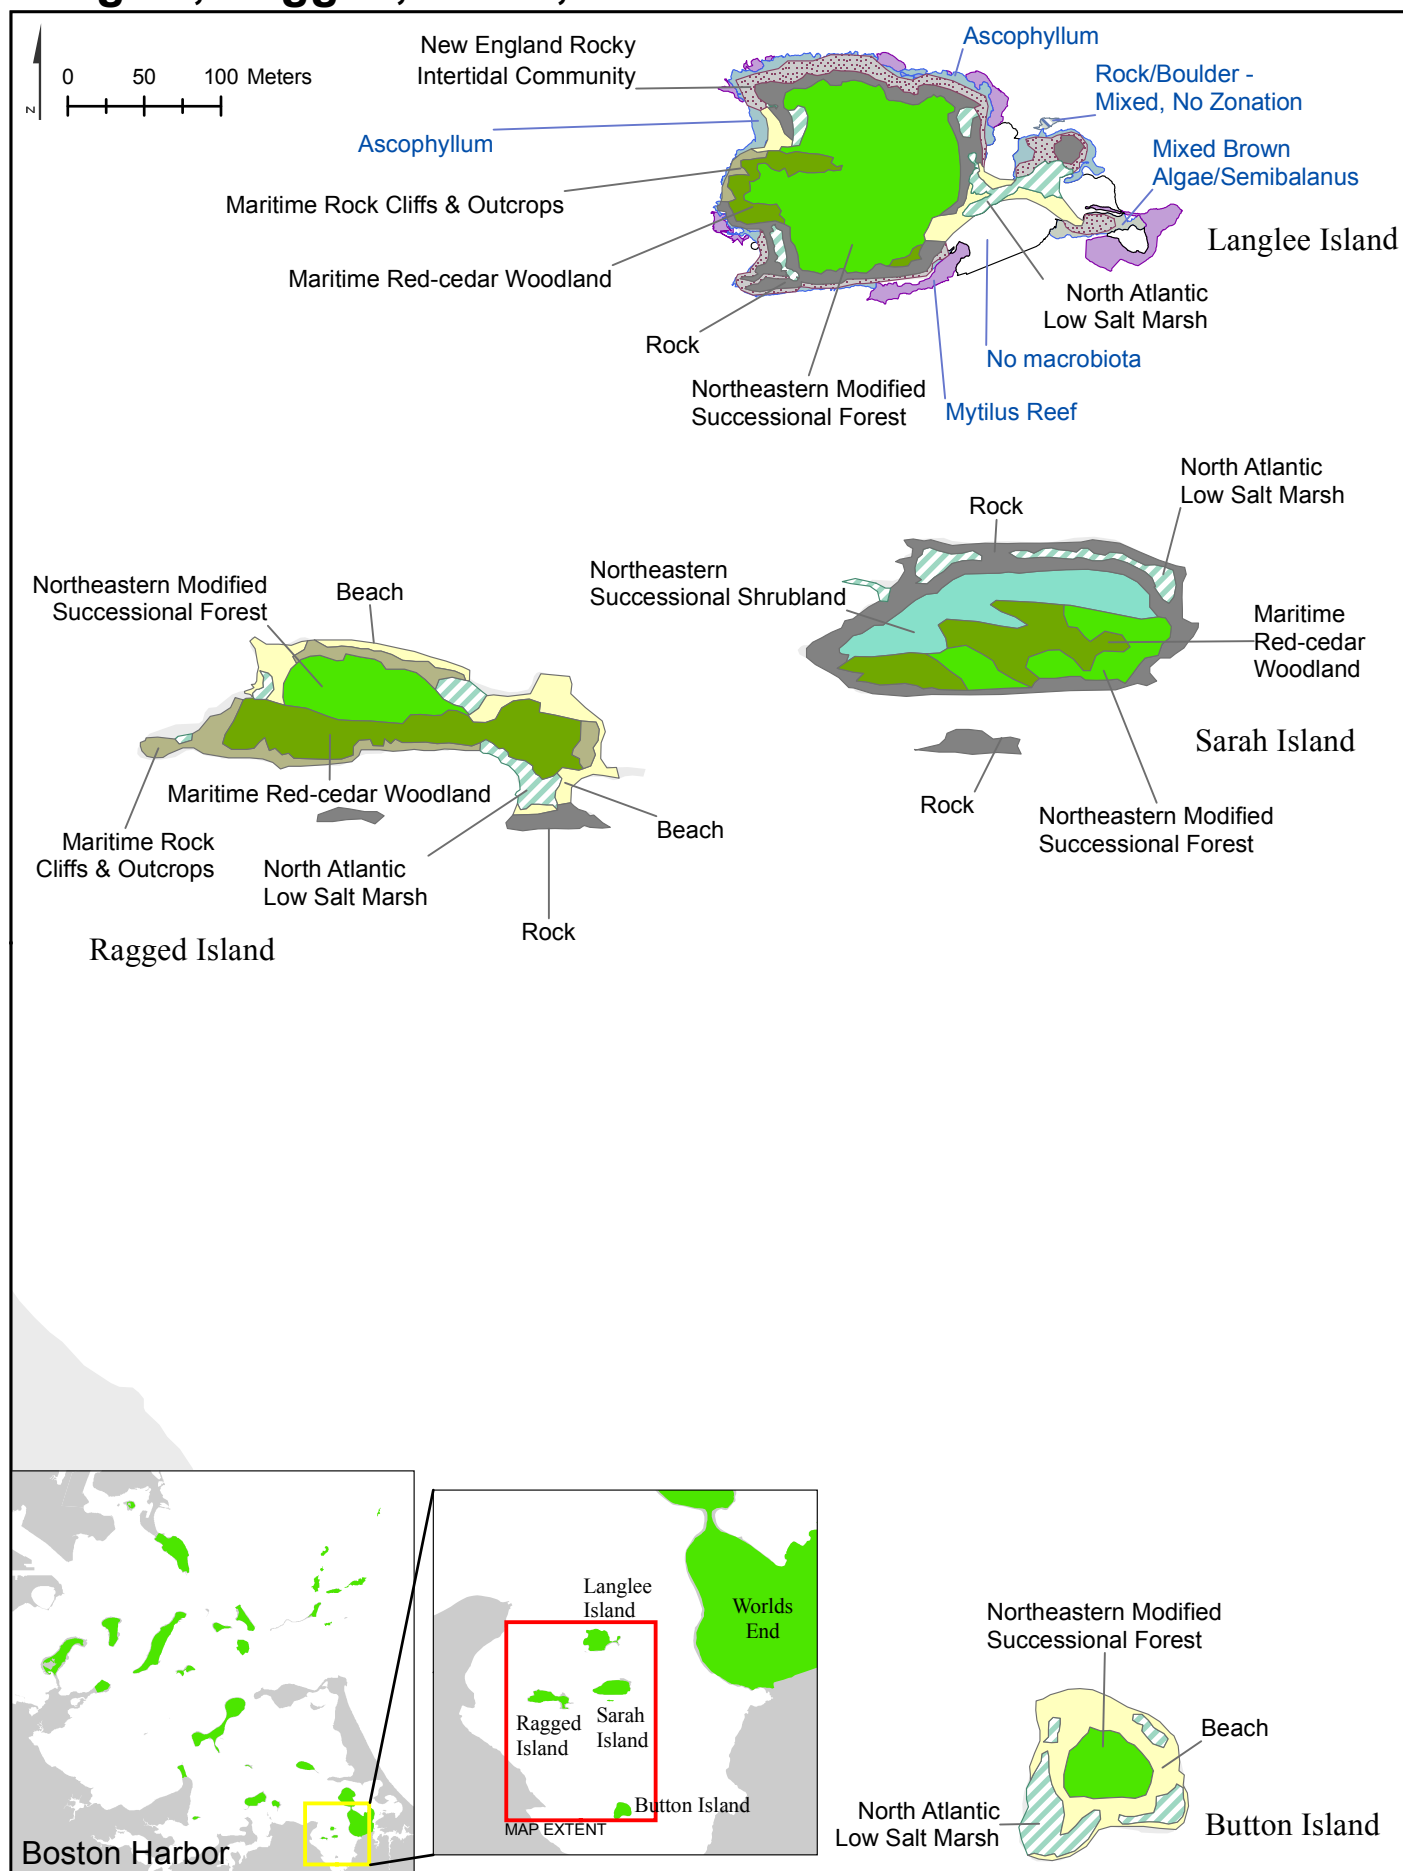 0 50 100 Meters
N
New England Rocky
Intertidal Community
Ascophyllum
Rock/Boulder -
Mixed, No Zonation
Ascophyllum
Mixed Brown
Algae/Semibalanus
Maritime Rock Cliffs & Outcrops
Langlee Island
Maritime Red-cedar Woodland
North Atlantic
Low Salt Marsh
Rock
No macrobiota
Northeastern Modified
Successional Forest
Mytilus Reef
North Atlantic
Low Salt Marsh
Rock
Northeastern
Successional Shrubland
Maritime
Red-cedar
Woodland
Sarah Island
Rock
Northeastern Modified
Successional Forest
Northeastern Modified
Successional Forest
Beach
Maritime Red-cedar Woodland
Maritime Rock
Cliffs & Outcrops
North Atlantic
Low Salt Marsh
Beach
Rock
Ragged Island
Boston Harbor
Langlee
Island
Worlds
End
Ragged
Island
Sarah
Island
Button Island
MAP EXTENT
Northeastern Modified
Successional Forest
Beach
North Atlantic
Low Salt Marsh
Button Island